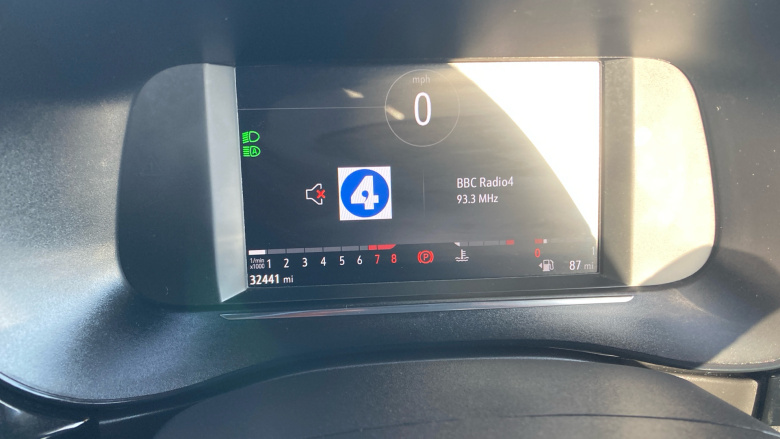 mph
0
A
4
BBC Radio4
93.3 MHz
1/min
x1000
1 2 3 4 5 6 7 8
P
0
87 mi
32441 mi